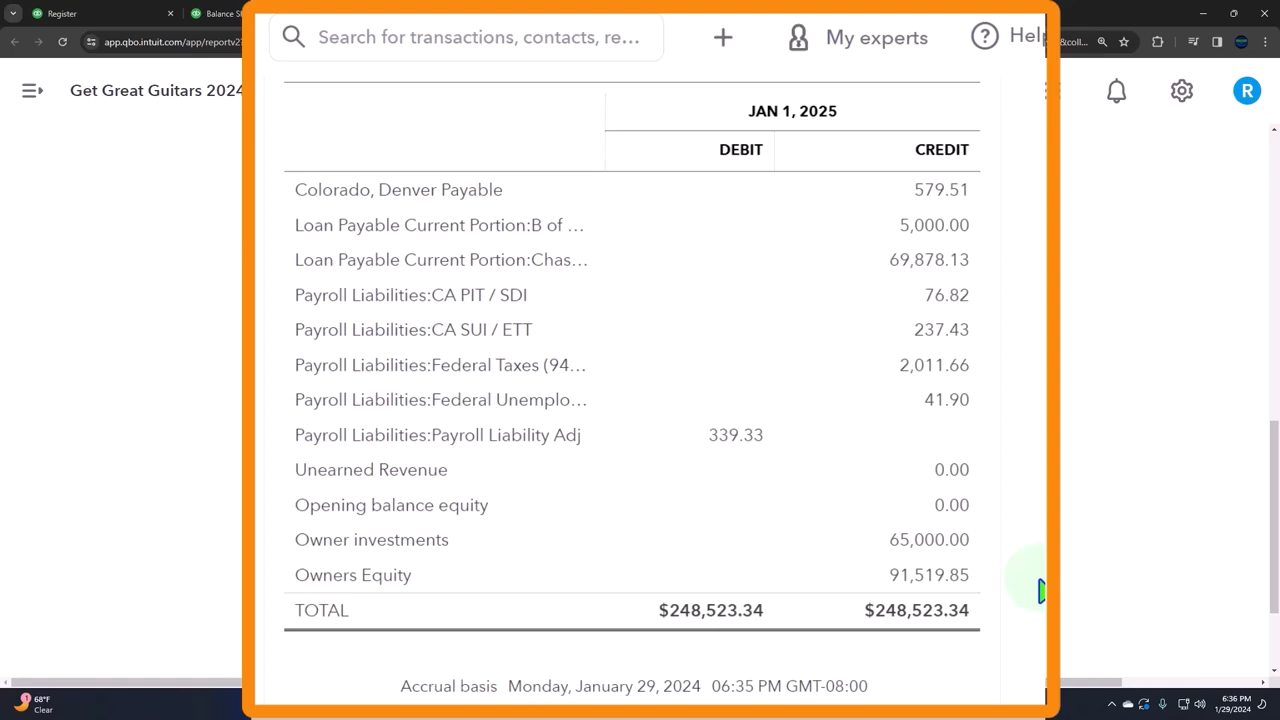 app.qbo.intuit.com/app/report
Get Great Guitars 2024
Search for transactions, contacts, re...
My experts
Help
R
JAN 1, 2025
DEBIT CREDIT
Colorado, Denver Payable 579.51
Loan Payable Current Portion:B of ... 5,000.00
Loan Payable Current Portion:Chas... 69,878.13
Payroll Liabilities:CA PIT / SDI 76.82
Payroll Liabilities:CA SUI / ETT 237.43
Payroll Liabilities:Federal Taxes (94... 2,011.66
Payroll Liabilities:Federal Unemplo... 41.90
Payroll Liabilities:Payroll Liability Adj 339.33
Unearned Revenue 0.00
Opening balance equity 0.00
Owner investments 65,000.00
Owners Equity 91,519.85
TOTAL $248,523.34 $248,523.34
Accrual basis Monday, January 29, 2024 06:35 PM GMT-08:00
68°F
Clear
6:36 PM